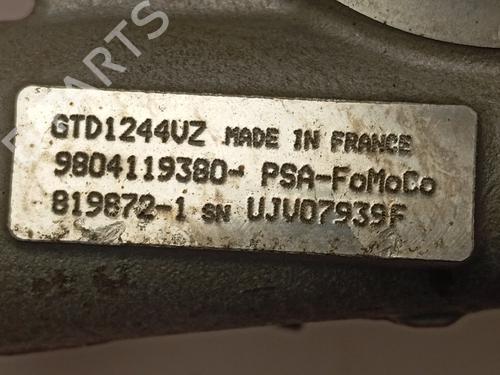 GTD1244VZ MADE IN FRANCE
9804119380- PSA-FoMoCo
819872-1 SN UJV07939F